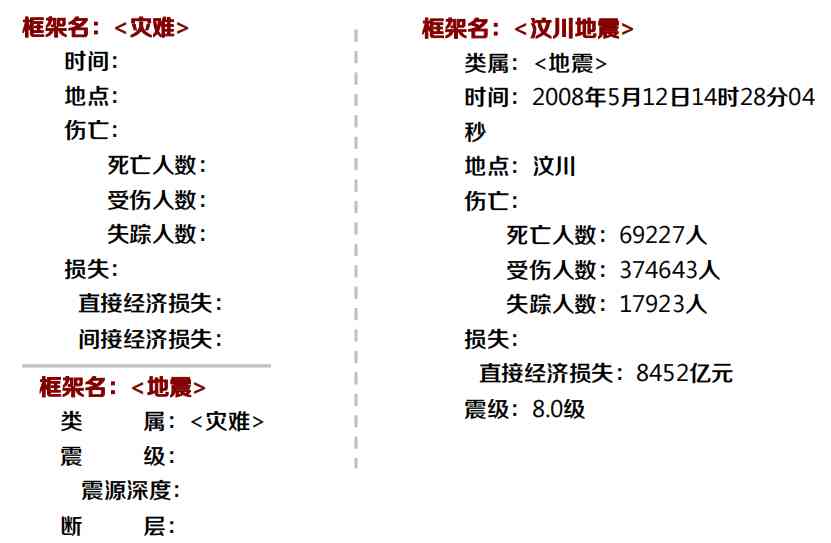 框架名：<灾难>
时间：
地点：
伤亡：
死亡人数：
受伤人数：
失踪人数：
损失：
直接经济损失：
间接经济损失：
框架名：<地震>
类 属：<灾难>
震 级：
震源深度：
断 层：
框架名：<汶川地震>
类属：<地震>
时间：2008年5月12日14时28分04
秒
地点：汶川
伤亡：
死亡人数：69227人
受伤人数：374643人
失踪人数：17923人
损失：
直接经济损失：8452亿元
震级：8.0级